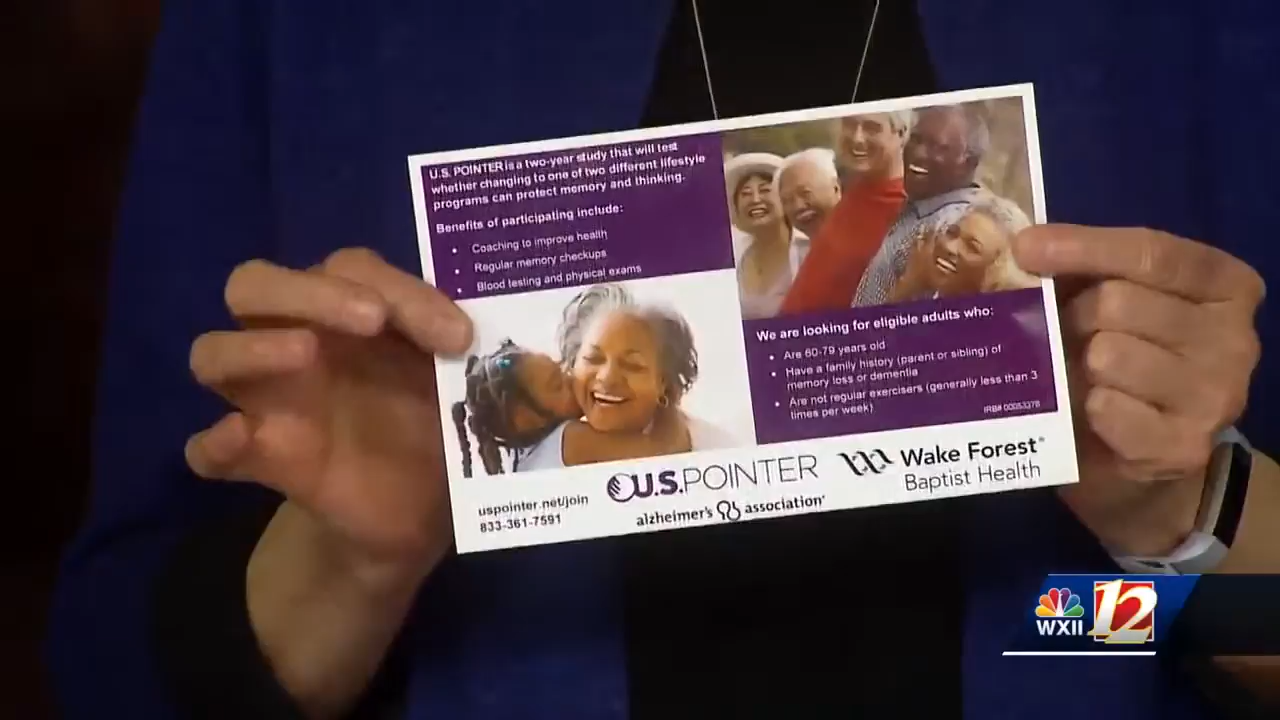 U.S. POINTER is a two-year study that will test
whether changing to one of two different lifestyle
programs can protect memory and thinking.
Benefits of participating include:
• Coaching to improve health
• Regular memory checkups
• Blood testing and physical exams
We are looking for eligible adults who:
• Are 60-79 years old
• Have a family history (parent or sibling) of
memory loss or dementia
• Are not regular exercisers (generally less than 3
times per week)
uspointer.net/join
833-361-7591
U.S.POINTER
alzheimer's association®
Wake Forest®
Baptist Health
WXII 12